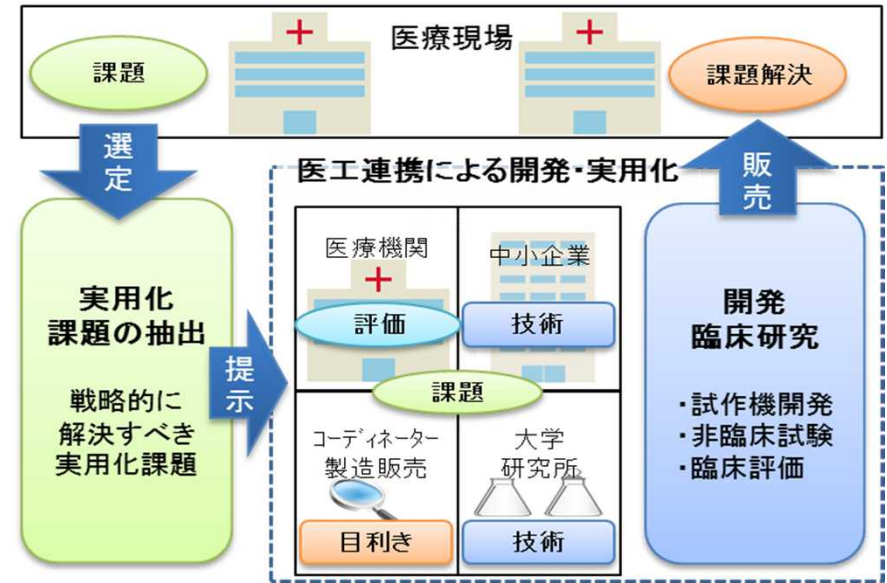 医療現場
課題
課題解決
選定
販売
医工連携による開発・実用化
実用化
課題の抽出
戦略的に
解決すべき
実用化課題
提示
医療機関
評価
中小企業
技術
課題
コーディネーター
製造販売
目利き
大学
研究所
技術
開発
臨床研究
・試作機開発
・非臨床試験
・臨床評価